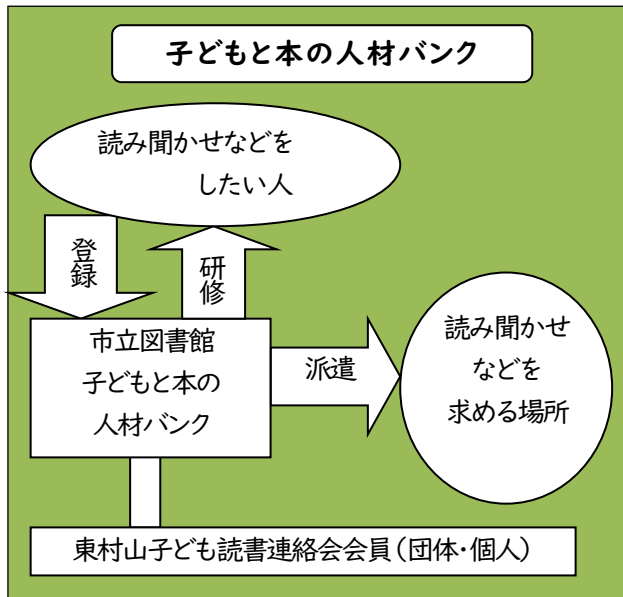 子どもと本の人材バンク
読み聞かせなどを
したい人
登録
研修
市立図書館
子どもと本の
人材バンク
派遣
読み聞かせ
などを
求める場所
東村山子ども読書連絡会会員(団体・個人)